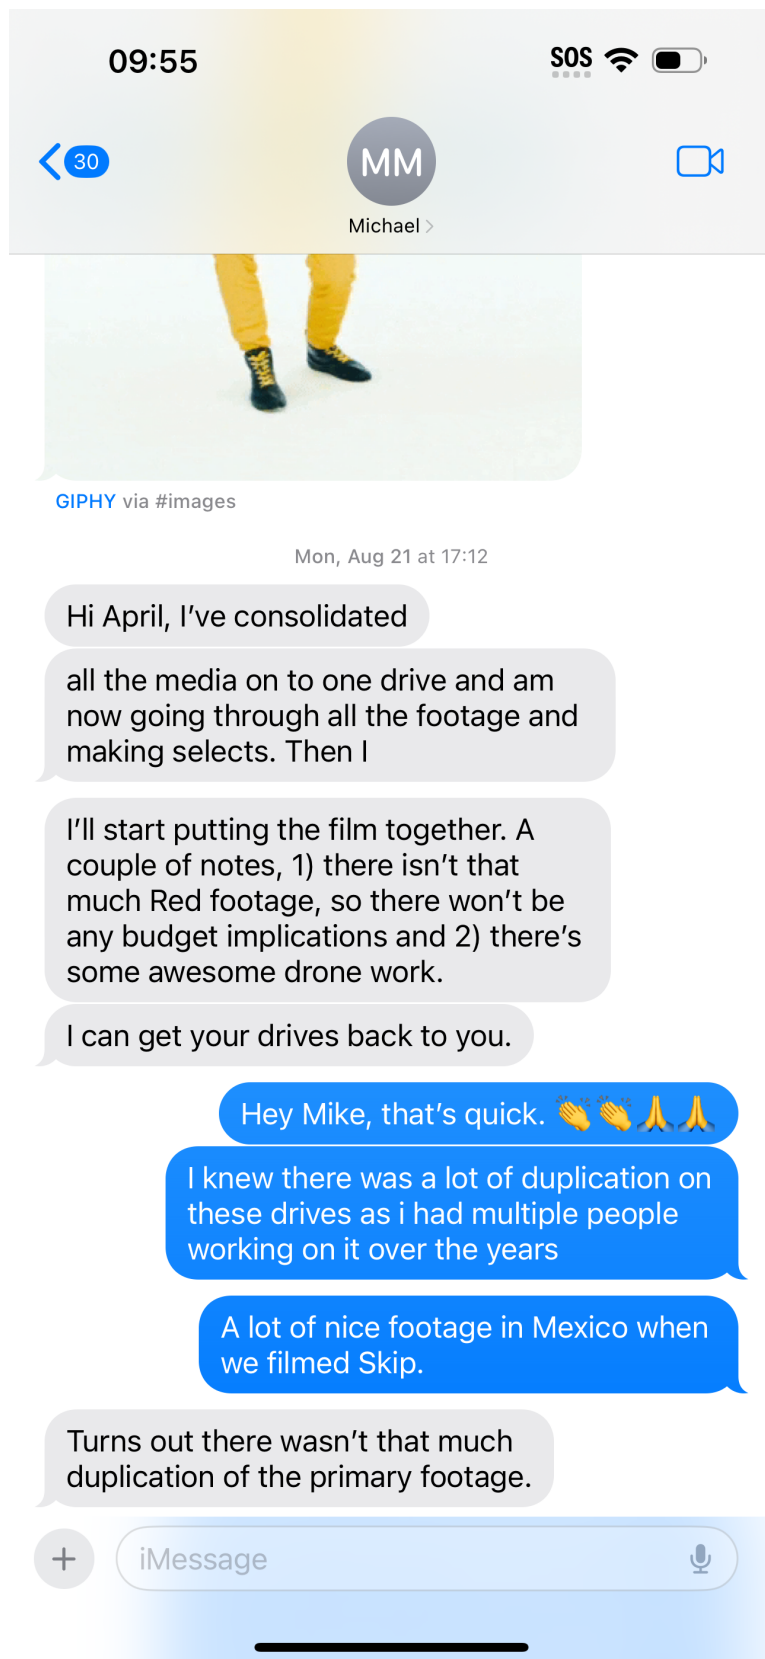 09:55
SOS
30
MM
Michael
GIPHY via #images
Mon, Aug 21 at 17:12
Hi April, I’ve consolidated
all the media on to one drive and am
now going through all the footage and
making selects. Then I
I’ll start putting the film together. A
couple of notes, 1) there isn’t that
much Red footage, so there won’t be
any budget implications and 2) there’s
some awesome drone work.
I can get your drives back to you.
Hey Mike, that’s quick. 👏👏🙏🙏
I knew there was a lot of duplication on
these drives as i had multiple people
working on it over the years
A lot of nice footage in Mexico when
we filmed Skip.
Turns out there wasn’t that much
duplication of the primary footage.
iMessage